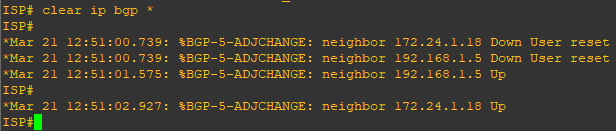 ISP# clear ip bgp *
ISP#
*Mar 21 12:51:00.739: %BGP-5-ADJCHANGE: neighbor 172.24.1.18 Down User reset
*Mar 21 12:51:00.739: %BGP-5-ADJCHANGE: neighbor 192.168.1.5 Down User reset
*Mar 21 12:51:01.575: %BGP-5-ADJCHANGE: neighbor 192.168.1.5 Up
ISP#
*Mar 21 12:51:02.927: %BGP-5-ADJCHANGE: neighbor 172.24.1.18 Up
ISP#